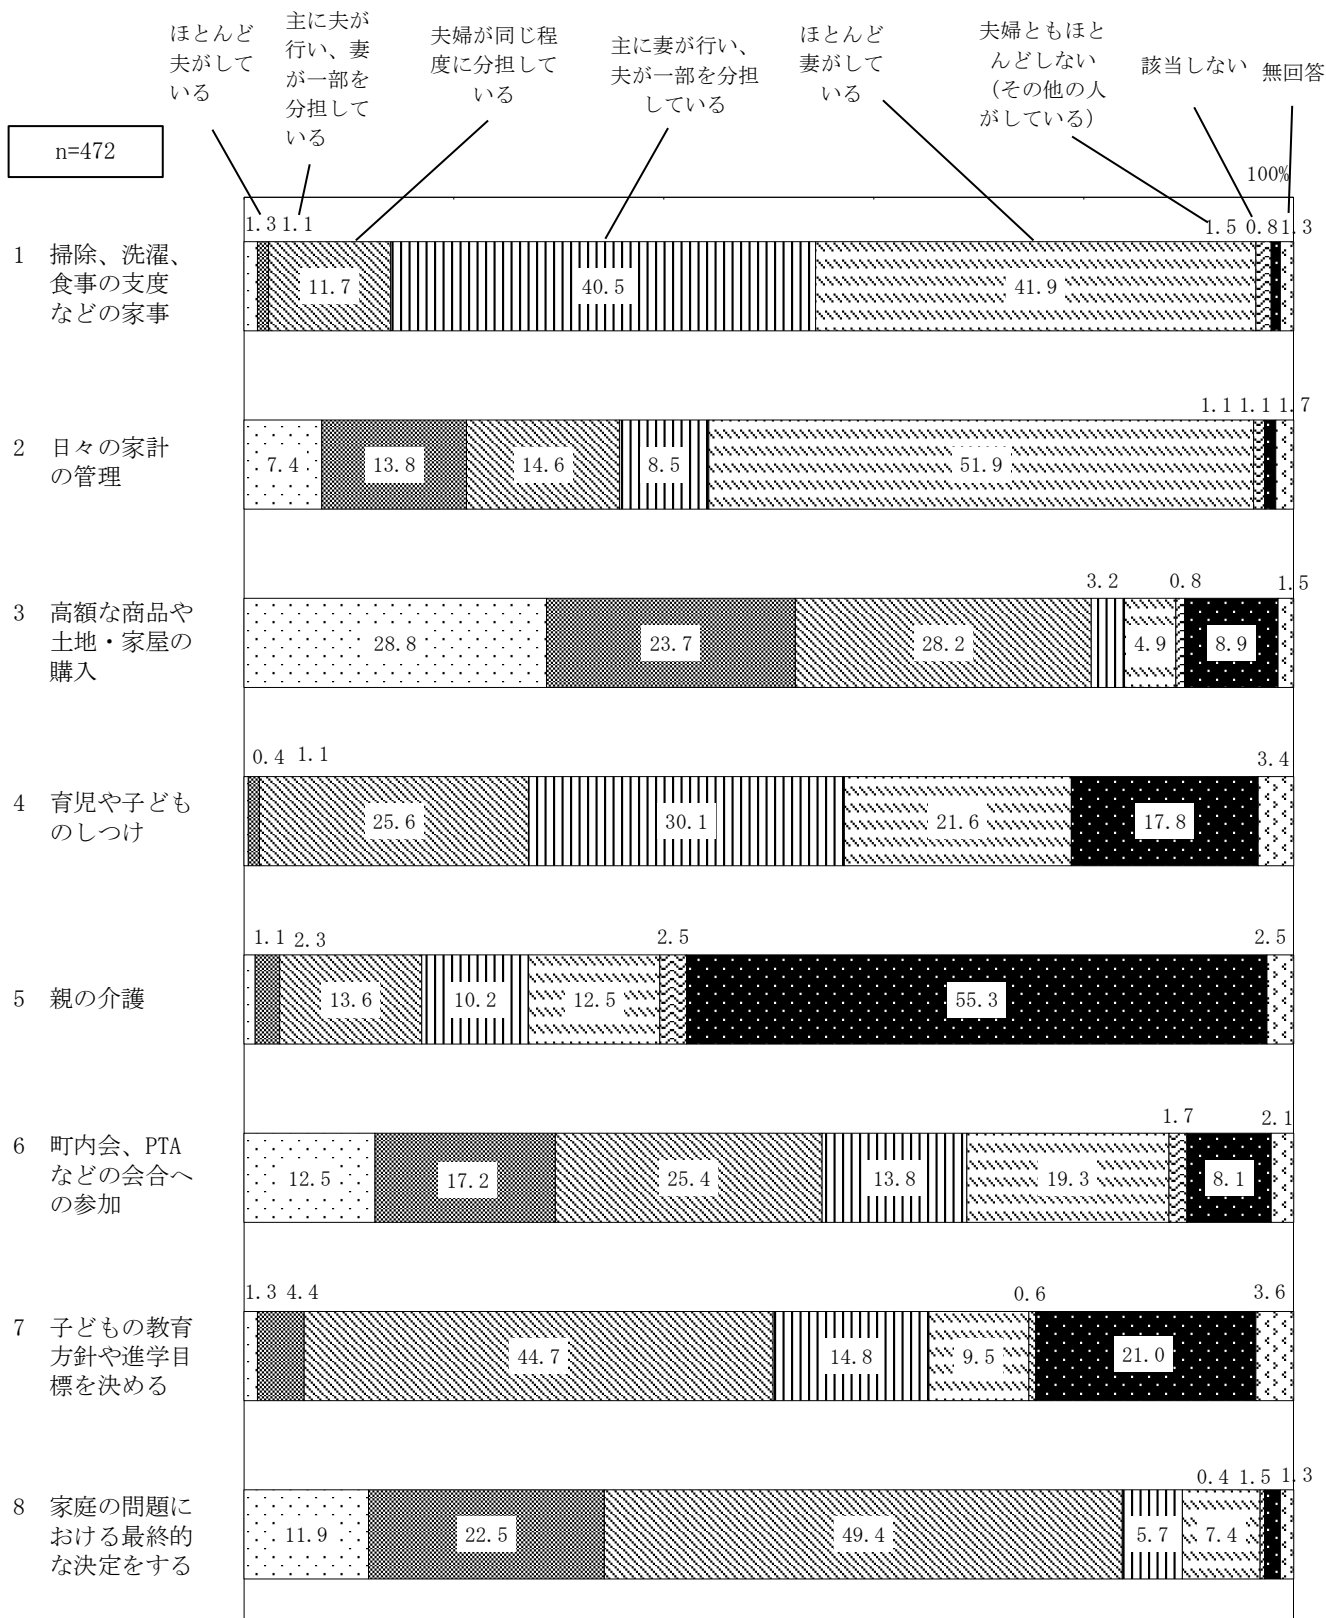 ほとんど
夫がして
いる
主に夫が
行い、妻
が一部を
分担して
いる
夫婦が同じ程
度に分担して
いる
主に妻が行い、
夫が一部を分担
している
ほとんど
妻がして
いる
夫婦ともほと
んどしない
（その他の人
がしている）
該当しない
無回答
n=472
100%
1.3 1.1 1.5 0.8 1.3
1 掃除、洗濯、
食事の支度
などの家事
11.7 40.5 41.9
1.1 1.1 1.7
2 日々の家計
の管理
7.4 13.8 14.6 8.5 51.9
3.2 0.8 1.5
3 高額な商品や
土地・家屋の
購入
28.8 23.7 28.2 4.9 8.9
0.4 1.1 3.4
4 育児や子ども
のしつけ
25.6 30.1 21.6 17.8
1.1 2.3 2.5 2.5
5 親の介護
13.6 10.2 12.5 55.3
1.7 2.1
6 町内会、PTA
などの会合へ
の参加
12.5 17.2 25.4 13.8 19.3 8.1
1.3 4.4 0.6 3.6
7 子どもの教育
方針や進学目
標を決める
44.7 14.8 9.5 21.0
0.4 1.5 1.3
8 家庭の問題に
おける最終的
な決定をする
11.9 22.5 49.4 5.7 7.4